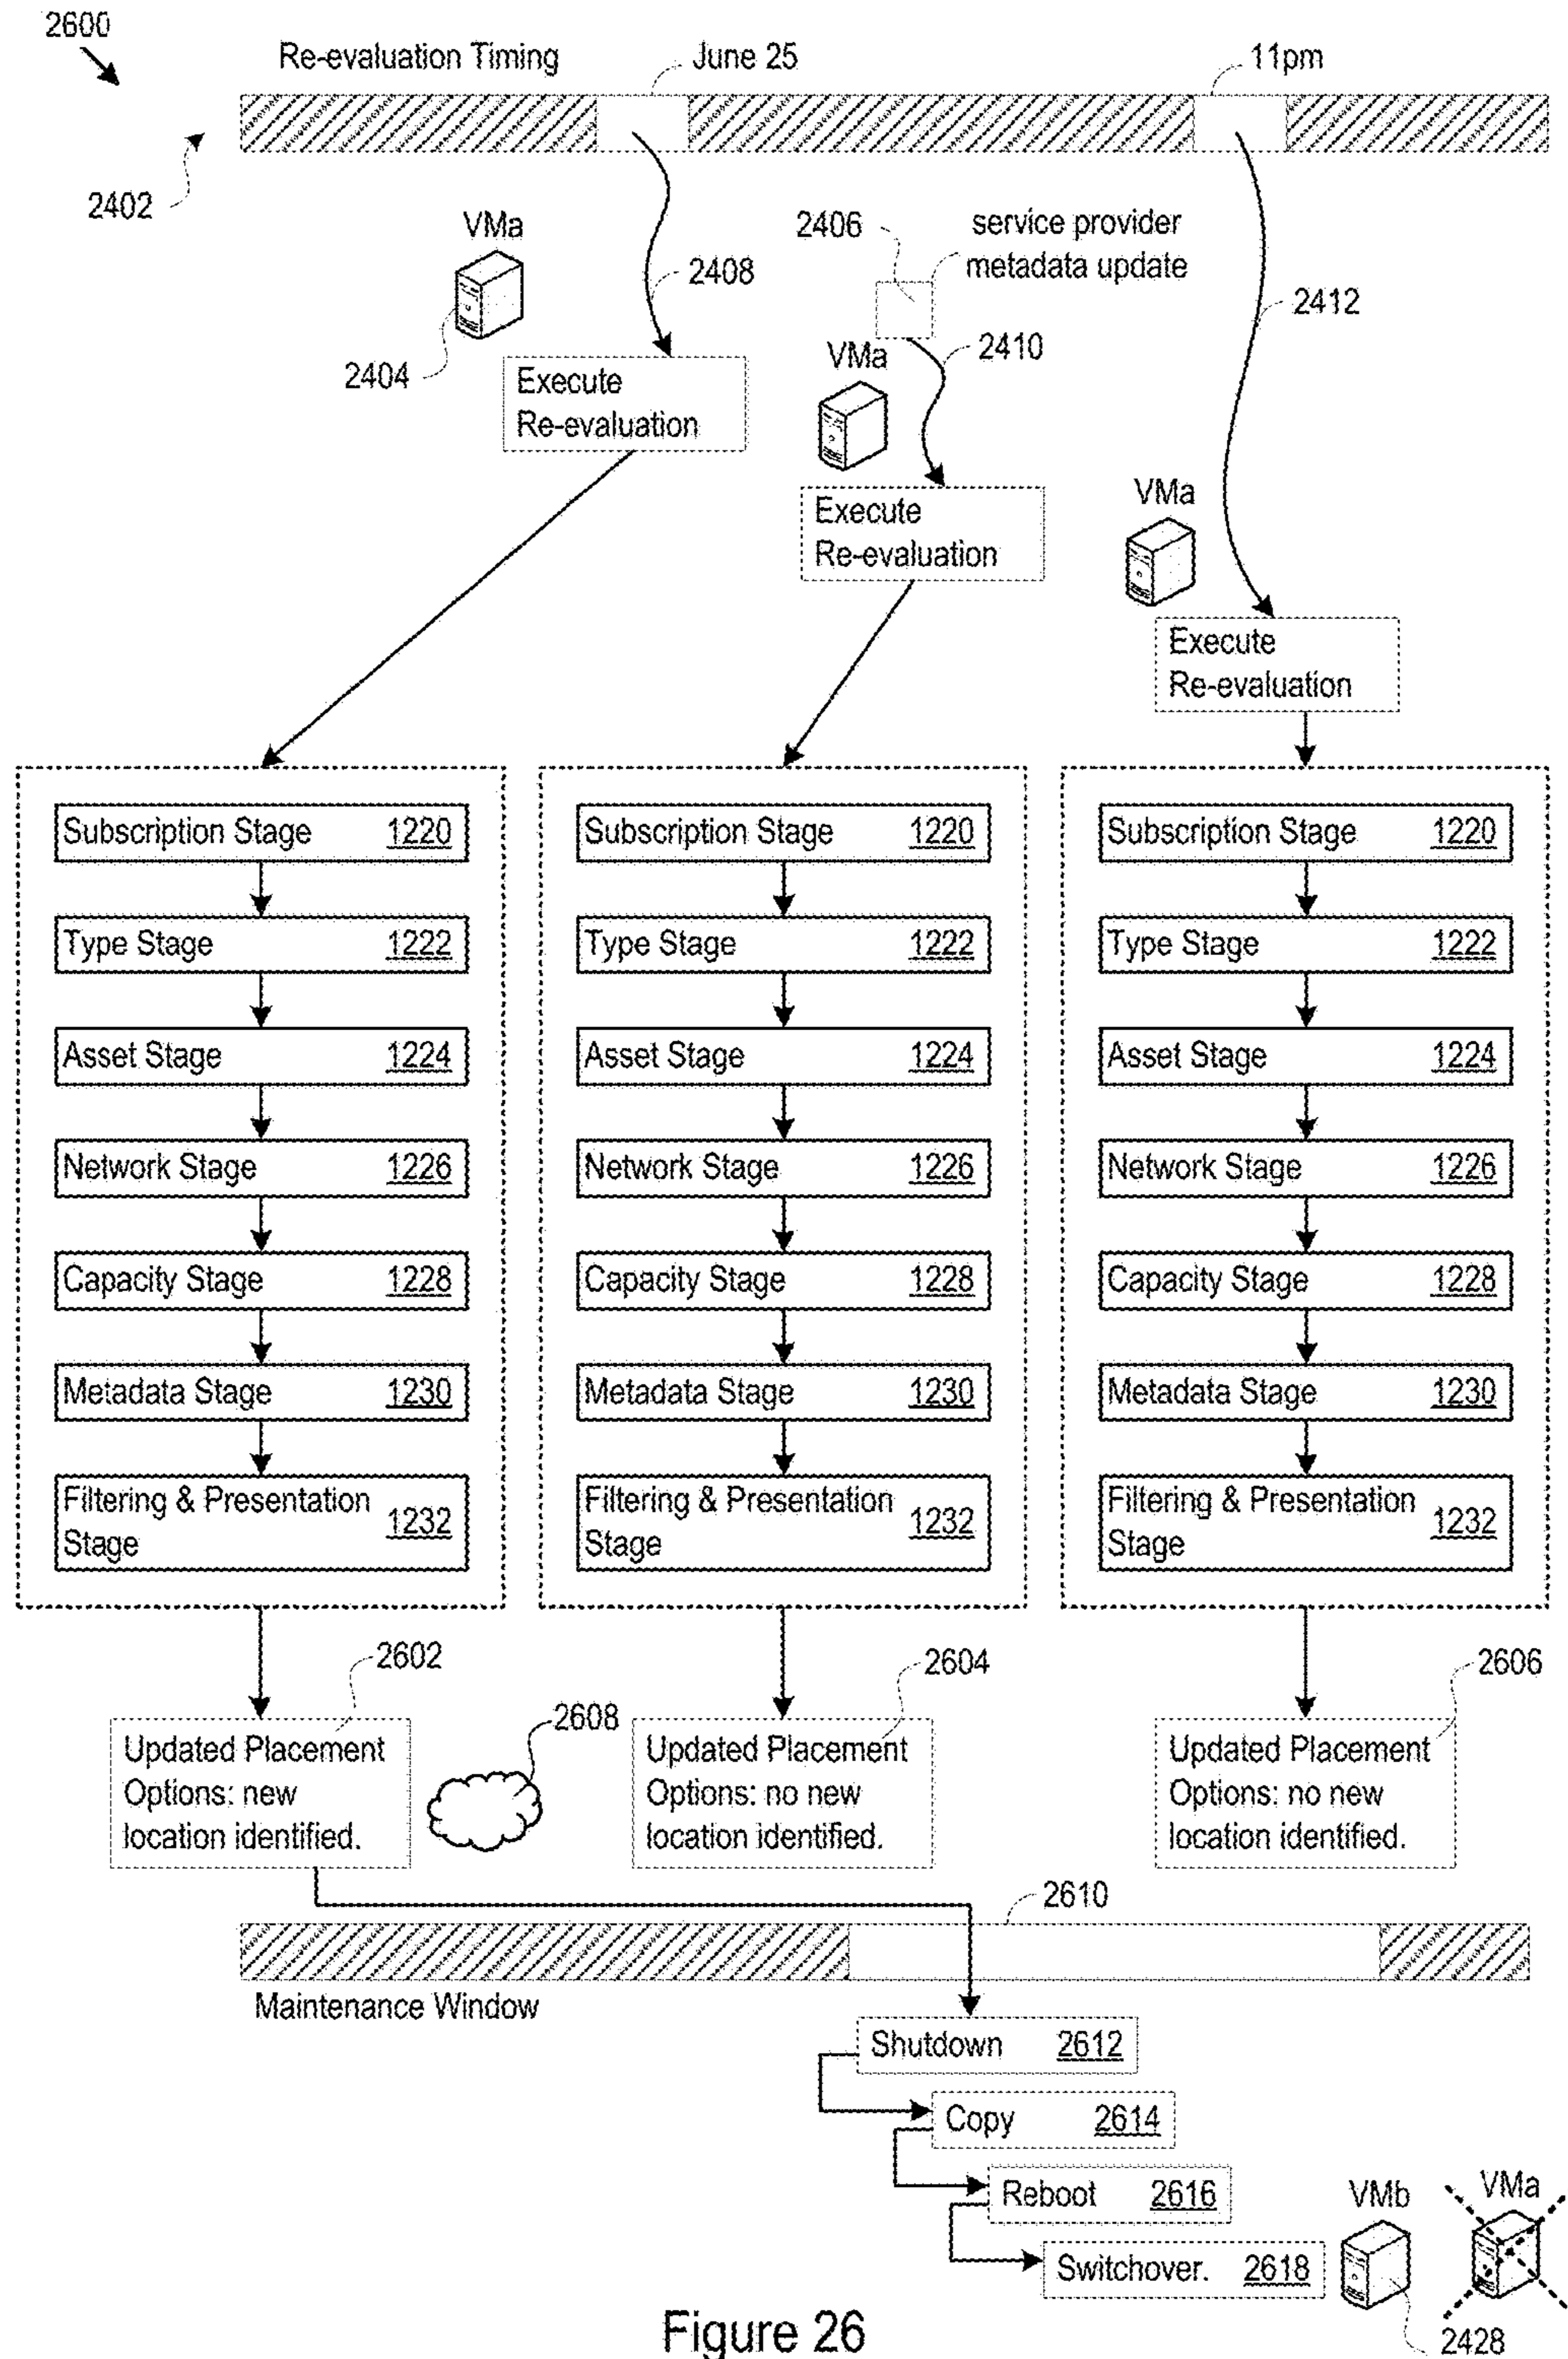 2600
Re-evaluation Timing
June 25
11pm
2402
VMa
2404
2408
2406
service provider
metadata update
2410
2412
VMa
VMa
Execute
Re-evaluation
Execute
Re-evaluation
Execute
Re-evaluation
Subscription Stage 1220
Type Stage 1222
Asset Stage 1224
Network Stage 1226
Capacity Stage 1228
Metadata Stage 1230
Filtering & Presentation
Stage 1232
Subscription Stage 1220
Type Stage 1222
Asset Stage 1224
Network Stage 1226
Capacity Stage 1228
Metadata Stage 1230
Filtering & Presentation
Stage 1232
Subscription Stage 1220
Type Stage 1222
Asset Stage 1224
Network Stage 1226
Capacity Stage 1228
Metadata Stage 1230
Filtering & Presentation
Stage 1232
2602
Updated Placement
Options: new
location identified.
2608
2604
Updated Placement
Options: no new
location identified.
2606
Updated Placement
Options: no new
location identified.
2610
Maintenance Window
Shutdown 2612
Copy 2614
Reboot 2616
Switchover. 2618
VMb
VMa
2428
Figure 26